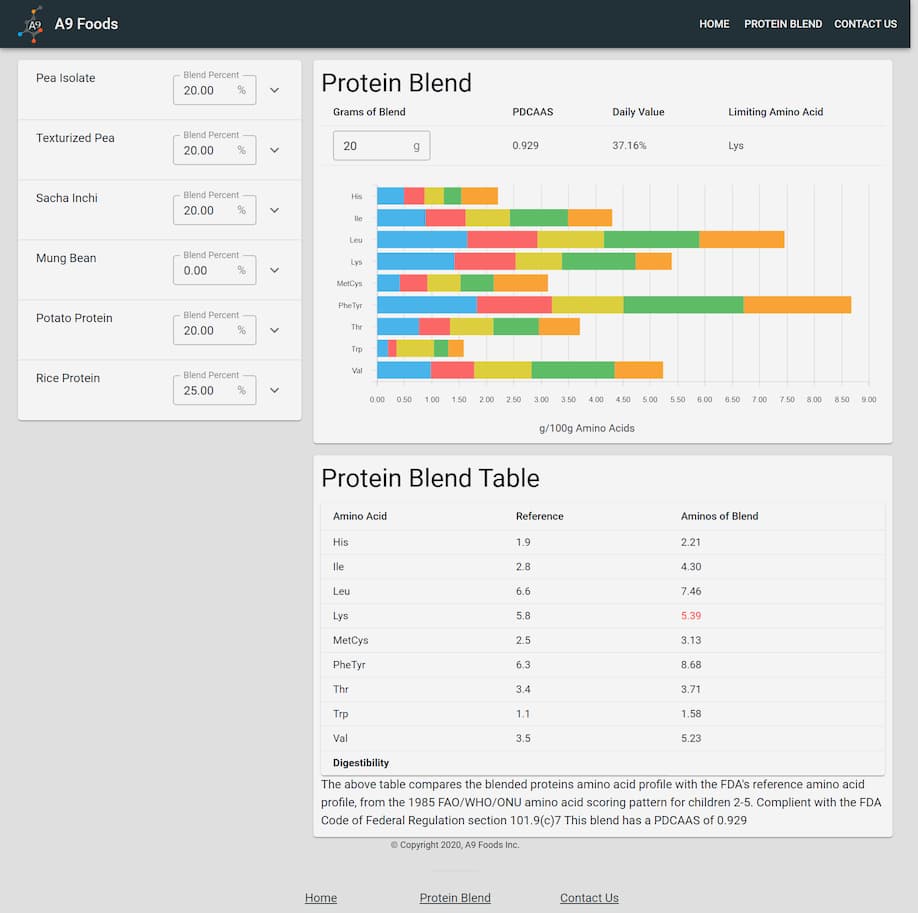 A9 A9 Foods HOME PROTEIN BLEND CONTACT US
Pea Isolate Blend Percent 20.00 %
Texturized Pea Blend Percent 20.00 %
Sacha Inchi Blend Percent 20.00 %
Mung Bean Blend Percent 0.00 %
Potato Protein Blend Percent 20.00 %
Rice Protein Blend Percent 25.00 %
Protein Blend
Grams of Blend PDCAAS Daily Value Limiting Amino Acid
20 g 0.929 37.16% Lys
His
Ile
Leu
Lys
MetCys
PheTyr
Thr
Trp
Val
0.00 0.50 1.00 1.50 2.00 2.50 3.00 3.50 4.00 4.50 5.00 5.50 6.00 6.50 7.00 7.50 8.00 8.50 9.00
g/100g Amino Acids
Protein Blend Table
Amino Acid Reference Aminos of Blend
His 1.9 2.21
Ile 2.8 4.30
Leu 6.6 7.46
Lys 5.8 5.39
MetCys 2.5 3.13
PheTyr 6.3 8.68
Thr 3.4 3.71
Trp 1.1 1.58
Val 3.5 5.23
Digestibility
The above table compares the blended proteins amino acid profile with the FDA's reference amino acid
profile, from the 1985 FAO/WHO/ONU amino acid scoring pattern for children 2-5. Complient with the FDA
Code of Federal Regulation section 101.9(c)7 This blend has a PDCAAS of 0.929
© Copyright 2020, A9 Foods Inc.
Home Protein Blend Contact Us